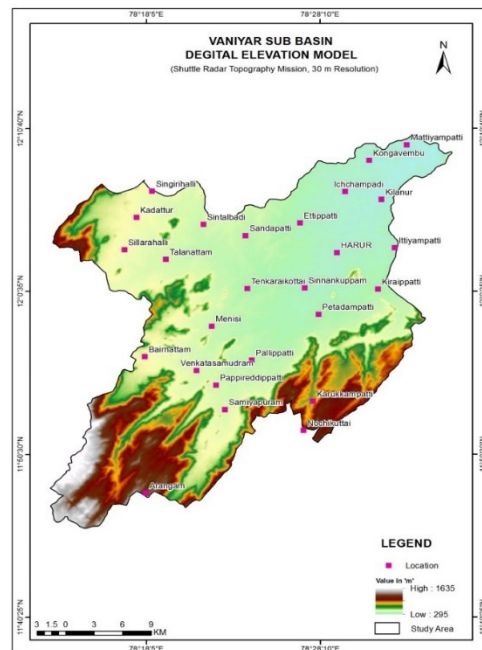 VANIYAR SUB BASIN
DEGITAL ELEVATION MODEL
(Shuttle Radar Topography Mission, 30 m Resolution)
N
78°18'5"E
78°28'10"E
12°10'40"N
12°0'35"N
11°50'30"N
11°40'25"N
Mattiyampatti
Kongavembu
Singirihalli
Ichchampadi
Kilanur
Kadattur
Sintalbadi
Ettippatti
Sandapatti
Sillarahalli
Talanattam
HARUR
Ittiyampatti
Tenkaraikottai
Sinnankuppam
Kiraippatti
Petadampatti
Menisi
Bairnattam
Pallippatti
Venkatasamudram
Pappireddippatti
Karukkampatti
Samiyapuram
Nochikuttai
Arangam
LEGEND
Location
Value in 'm'
High : 1635
Low : 295
Study Area
3 1.5 0 3 6 9
KM
78°18'5"E
78°28'10"E